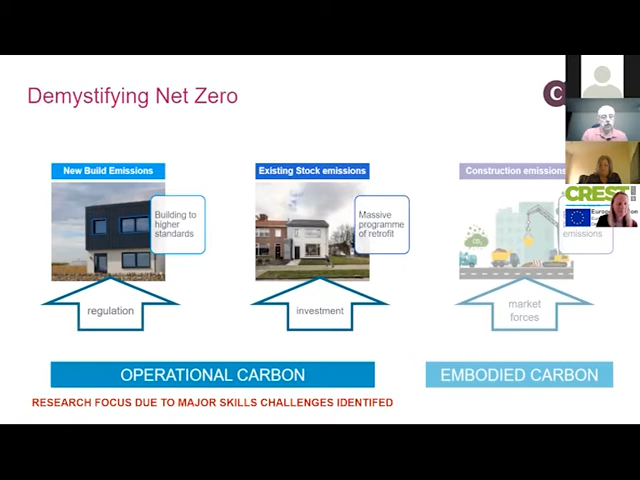 Demystifying Net Zero
C
New Build Emissions
Building to
higher
standards
regulation
Existing Stock emissions
Massive
programme
of retrofit
investment
Construction emissions
emissions
CO₂
market
forces
CREST
OPERATIONAL CARBON
EMBODIED CARBON
RESEARCH FOCUS DUE TO MAJOR SKILLS CHALLENGES IDENTIFED